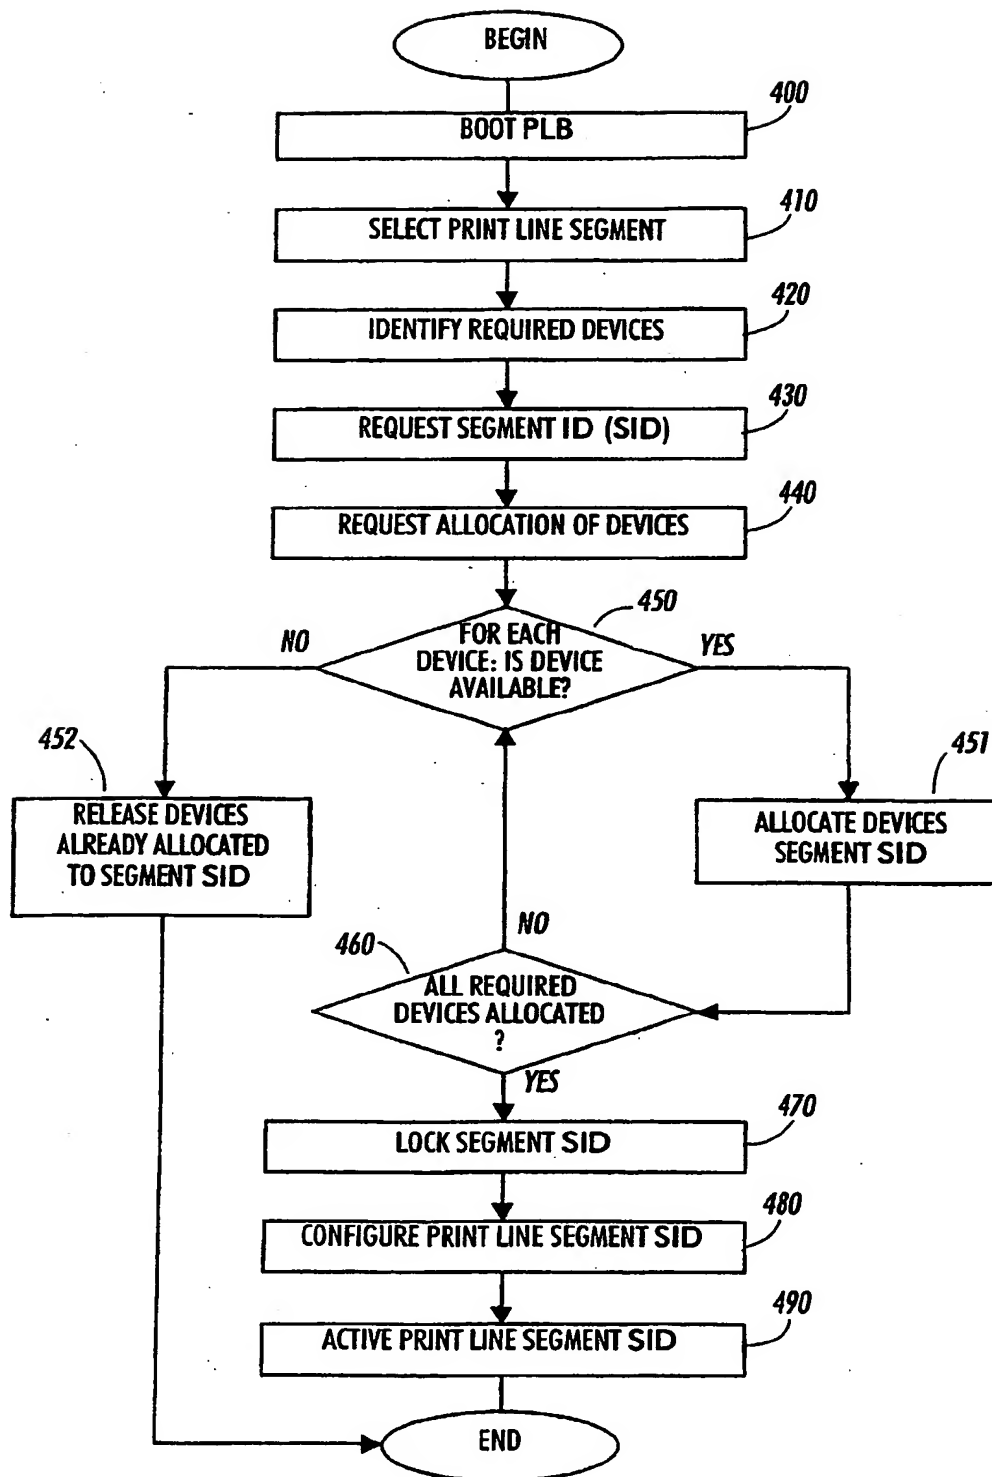 BEGIN
400
BOOT PLB
410
SELECT PRINT LINE SEGMENT
420
IDENTIFY REQUIRED DEVICES
430
REQUEST SEGMENT ID (SID)
440
REQUEST ALLOCATION OF DEVICES
450
NO
FOR EACH
DEVICE: IS DEVICE
AVAILABLE?
YES
452
RELEASE DEVICES
ALREADY ALLOCATED
TO SEGMENT SID
451
ALLOCATE DEVICES
SEGMENT SID
NO
460
ALL REQUIRED
DEVICES ALLOCATED
?
YES
470
LOCK SEGMENT SID
480
CONFIGURE PRINT LINE SEGMENT SID
490
ACTIVE PRINT LINE SEGMENT SID
END